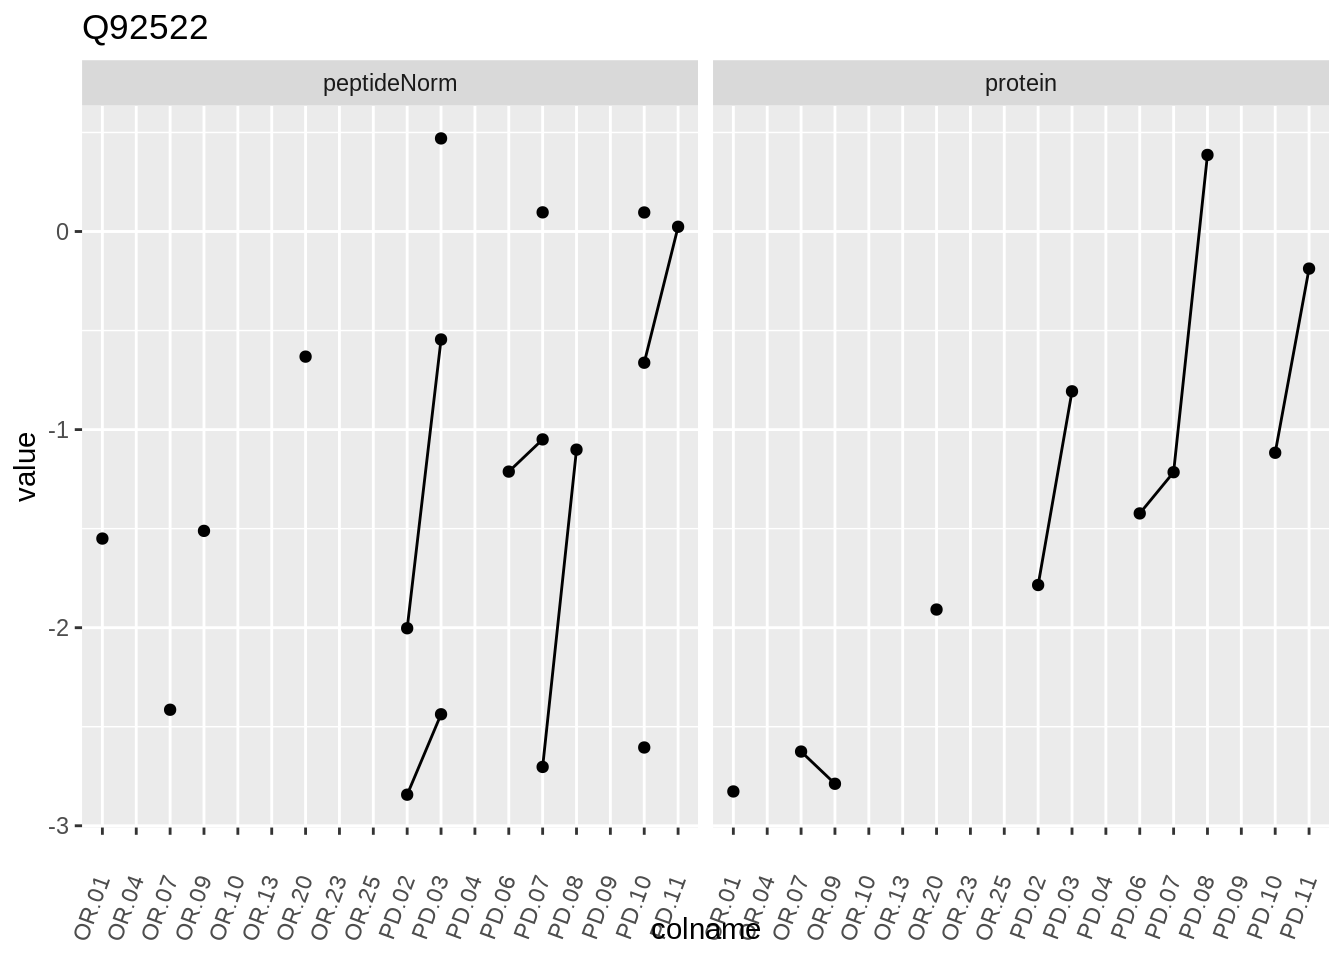 Q92522
peptideNorm protein
0
-1
-2
-3
value
OR.01 OR.04 OR.07 OR.09 OR.10 OR.13 OR.20 OR.23 OR.25 PD.02 PD.03 PD.04 PD.06 PD.07 PD.08 PD.09 PD.10 PD.11 OR.01 OR.04 OR.07 OR.09 OR.10 OR.13 OR.20 OR.23 OR.25 PD.02 PD.03 PD.04 PD.06 PD.07 PD.08 PD.09 PD.10 PD.11
colname